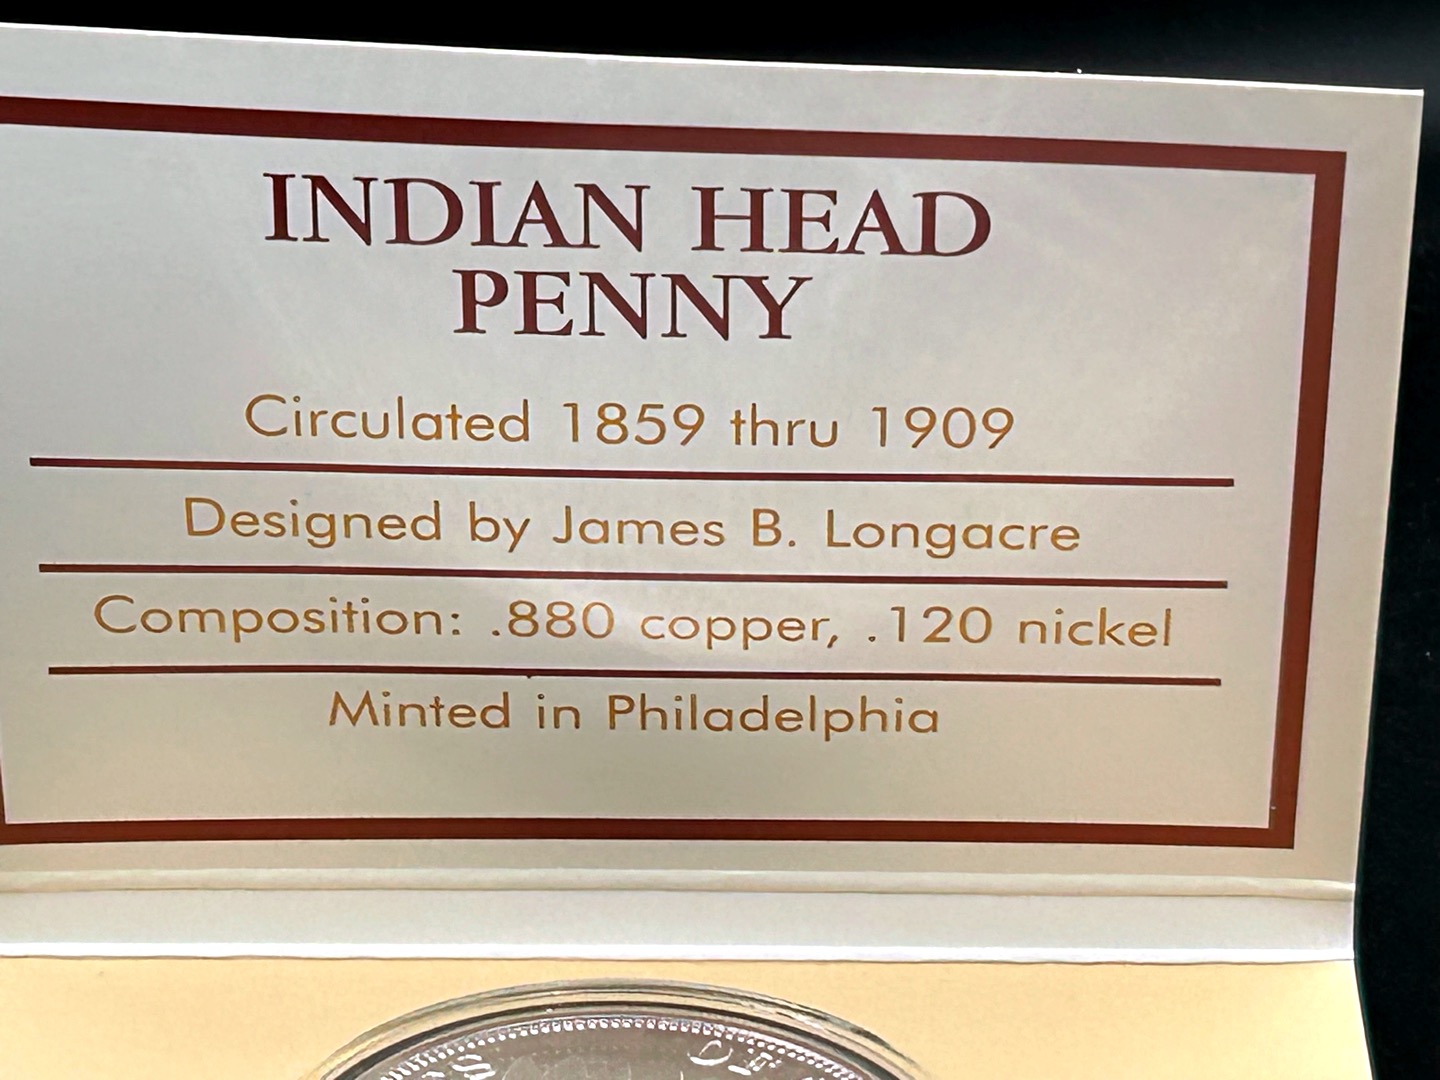 INDIAN HEAD
PENNY
Circulated 1859 thru 1909
Designed by James B. Longacre
Composition: .880 copper, .120 nickel
Minted in Philadelphia